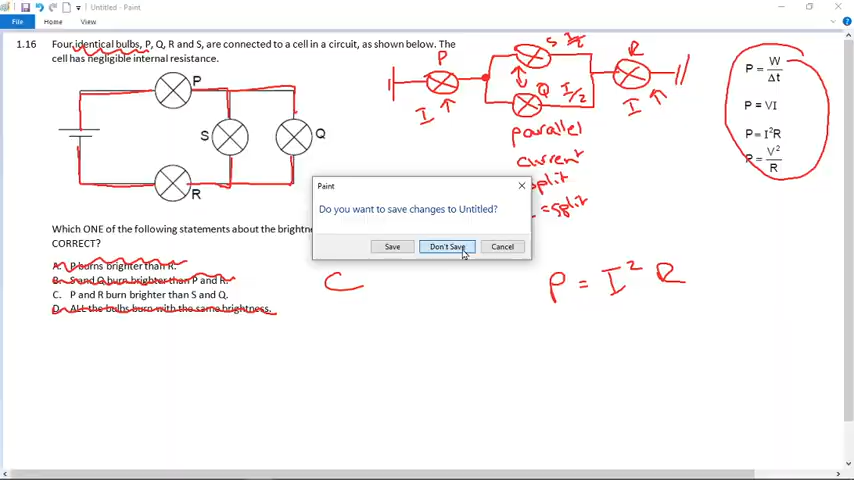 Untitled - Paint
File Home View
1.16 Four identical bulbs, P, Q, R and S, are connected to a cell in a circuit, as shown below. The
cell has negligible internal resistance.
P
S
Q
R
P
I
S I/2
Q I/2
R
I
parallel
current
split
= split
P = W/Δt
P = VI
P = I²R
P = V²/R
Paint
Do you want to save changes to Untitled?
Save Don't Save Cancel
Which ONE of the following statements about the brightn
CORRECT?
A. P burns brighter than R.
B. S and Q burn brighter than P and R.
C. P and R burn brighter than S and Q.
D. ALL the bulbs burn with the same brightness.
C
P = I² R